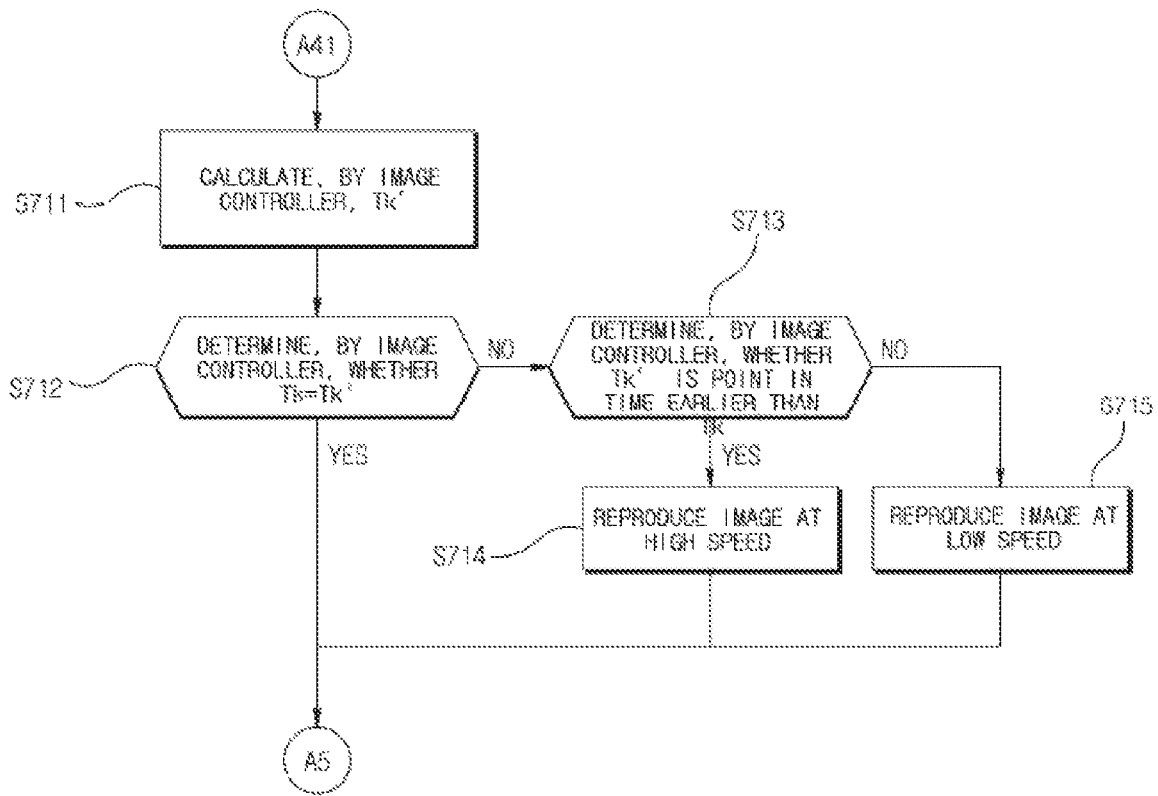 A41
CALCULATE, BY IMAGE
CONTROLLER, Tk'
S711
S713
DETERMINE, BY IMAGE
CONTROLLER, WHETHER
Tk=Tk'
S712
NO
DETERMINE, BY IMAGE
CONTROLLER, WHETHER
Tk' IS POINT IN
TIME EARLIER THAN
Tk
NO
S715
YES
YES
REPRODUCE IMAGE AT
HIGH SPEED
S714
REPRODUCE IMAGE AT
LOW SPEED
A5